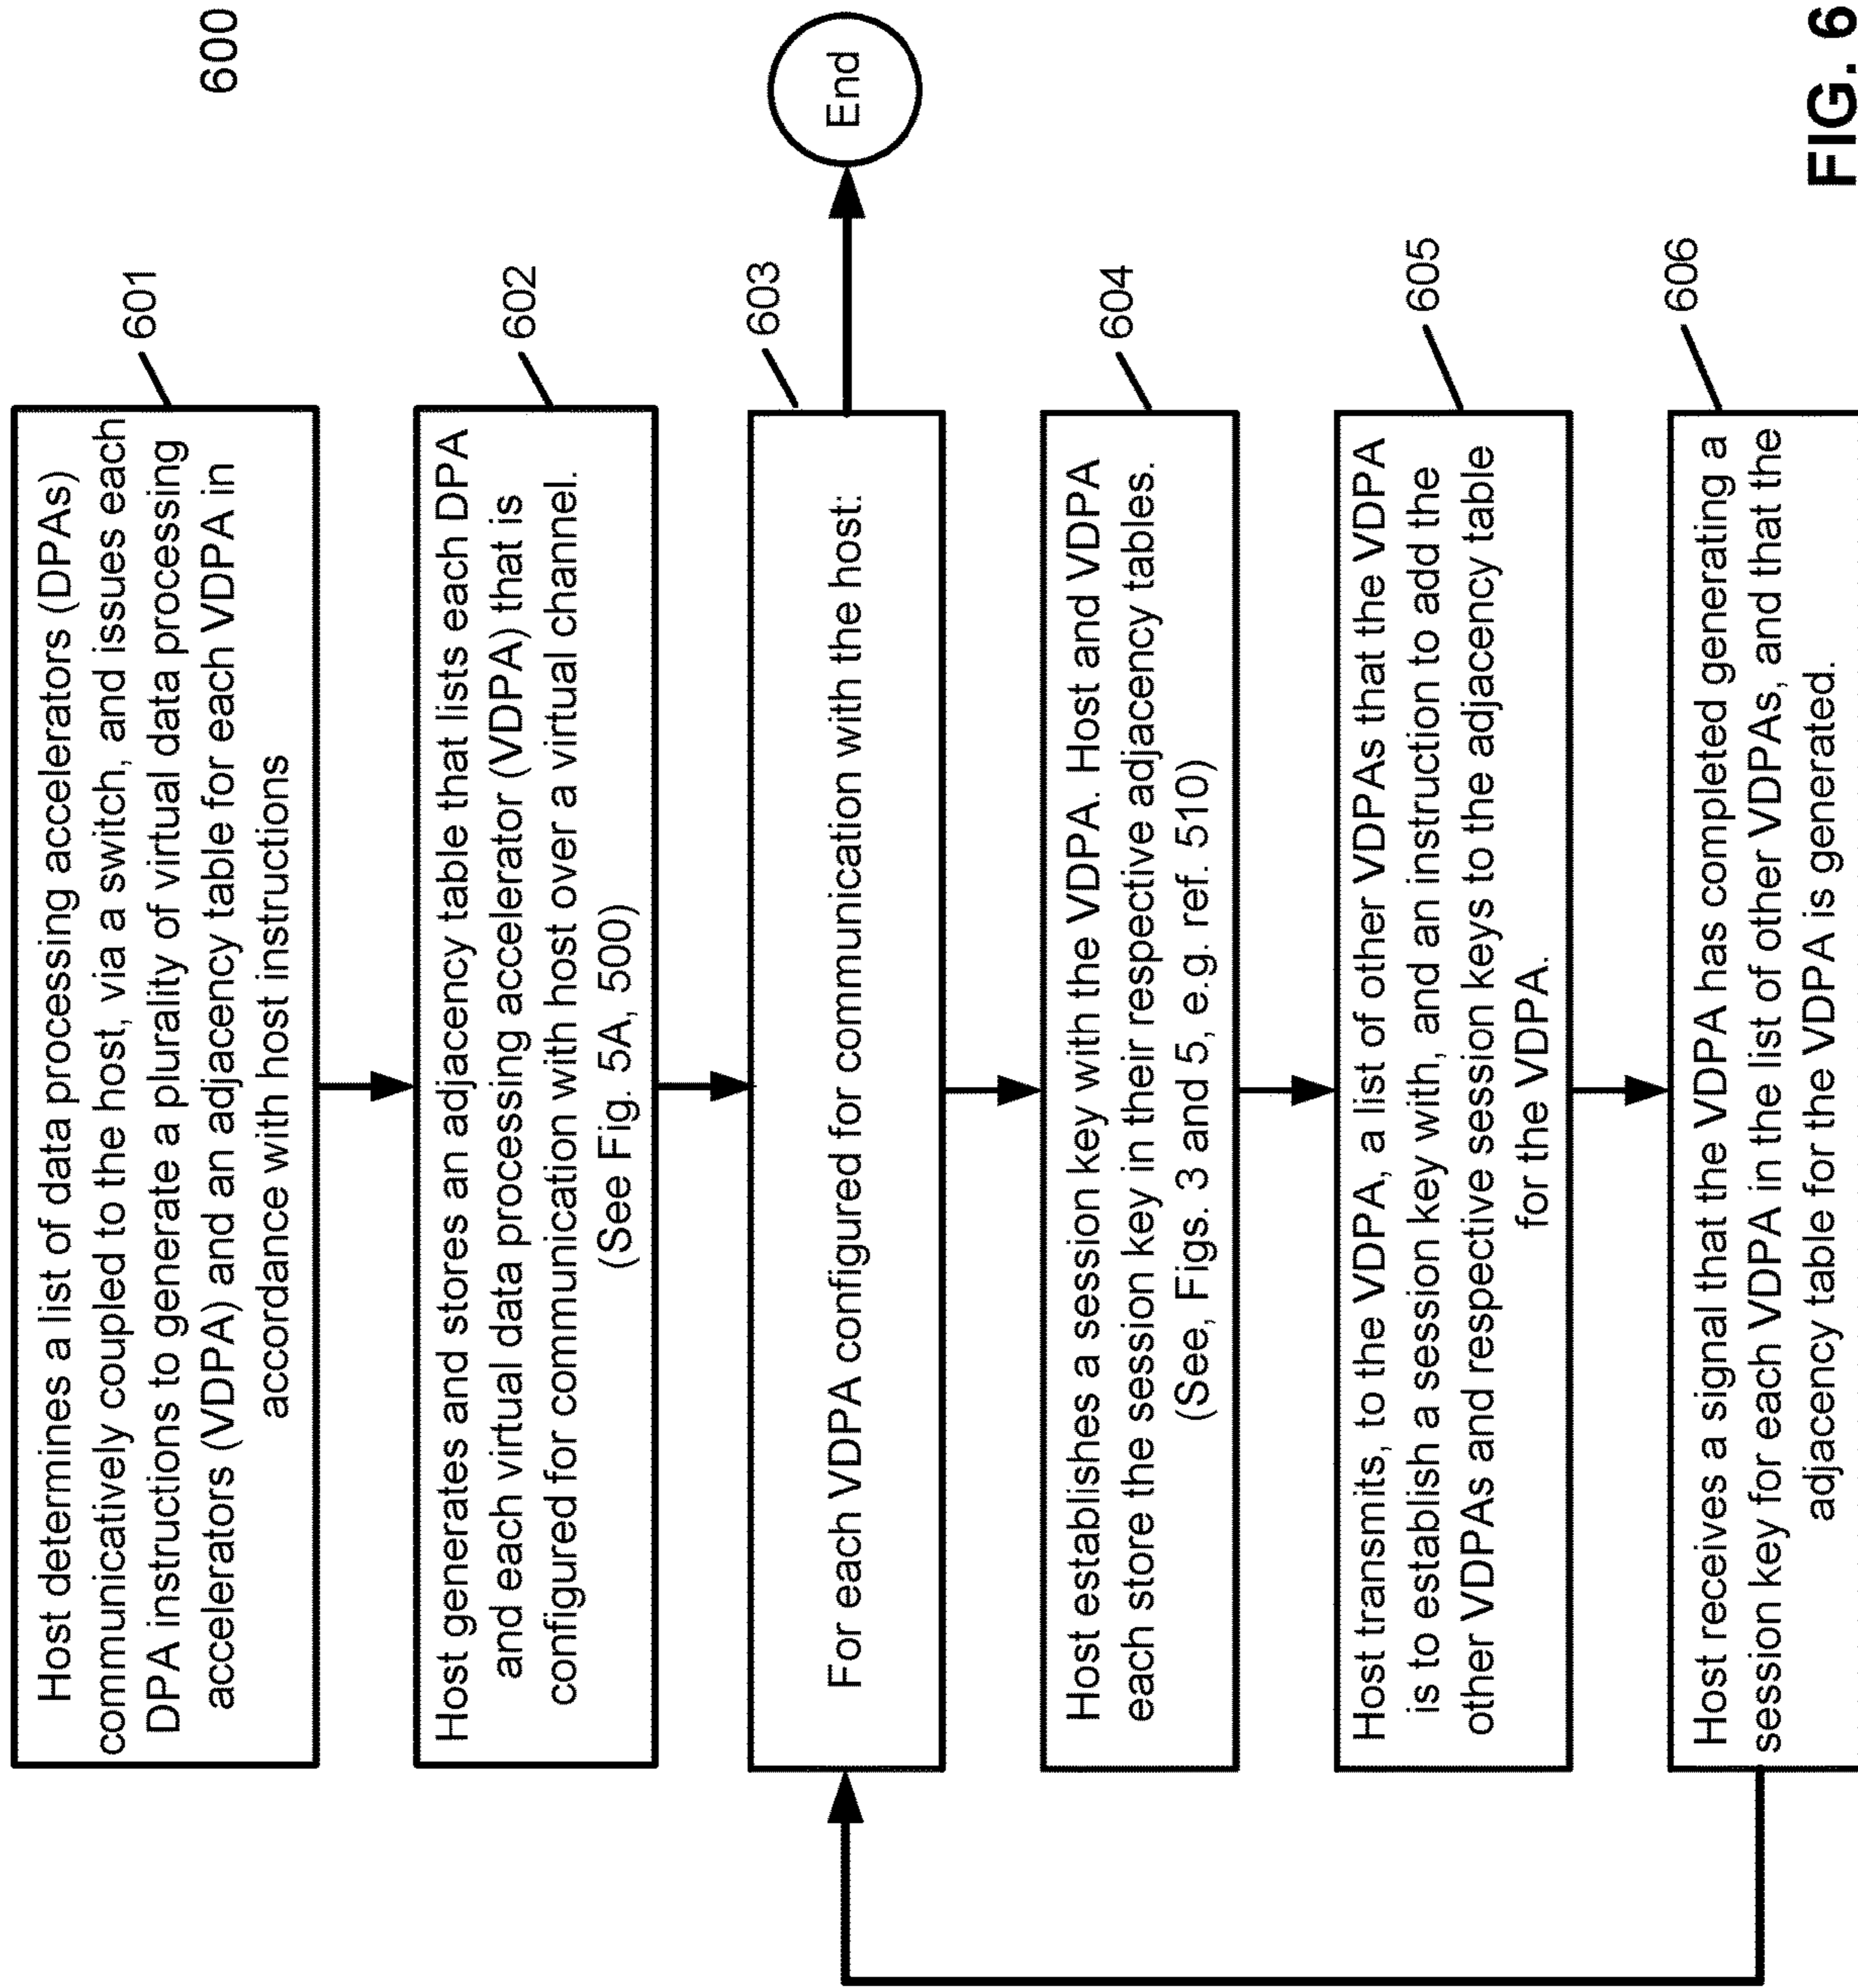 600
Host determines a list of data processing accelerators (DPAs)
communicatively coupled to the host, via a switch, and issues each
DPA instructions to generate a plurality of virtual data processing
accelerators (VDPA) and an adjacency table for each VDPA in
accordance with host instructions
601
Host generates and stores an adjacency table that lists each DPA
and each virtual data processing accelerator (VDPA) that is
configured for communication with host over a virtual channel.
(See Fig. 5A, 500)
602
For each VDPA configured for communication with the host:
603
End
Host establishes a session key with the VDPA. Host and VDPA
each store the session key in their respective adjacency tables.
(See, Figs. 3 and 5, e.g. ref. 510)
604
Host transmits, to the VDPA, a list of other VDPAs that the VDPA
is to establish a session key with, and an instruction to add the
other VDPAs and respective session keys to the adjacency table
for the VDPA.
605
Host receives a signal that the VDPA has completed generating a
session key for each VDPA in the list of other VDPAs, and that the
adjacency table for the VDPA is generated.
606
FIG. 6